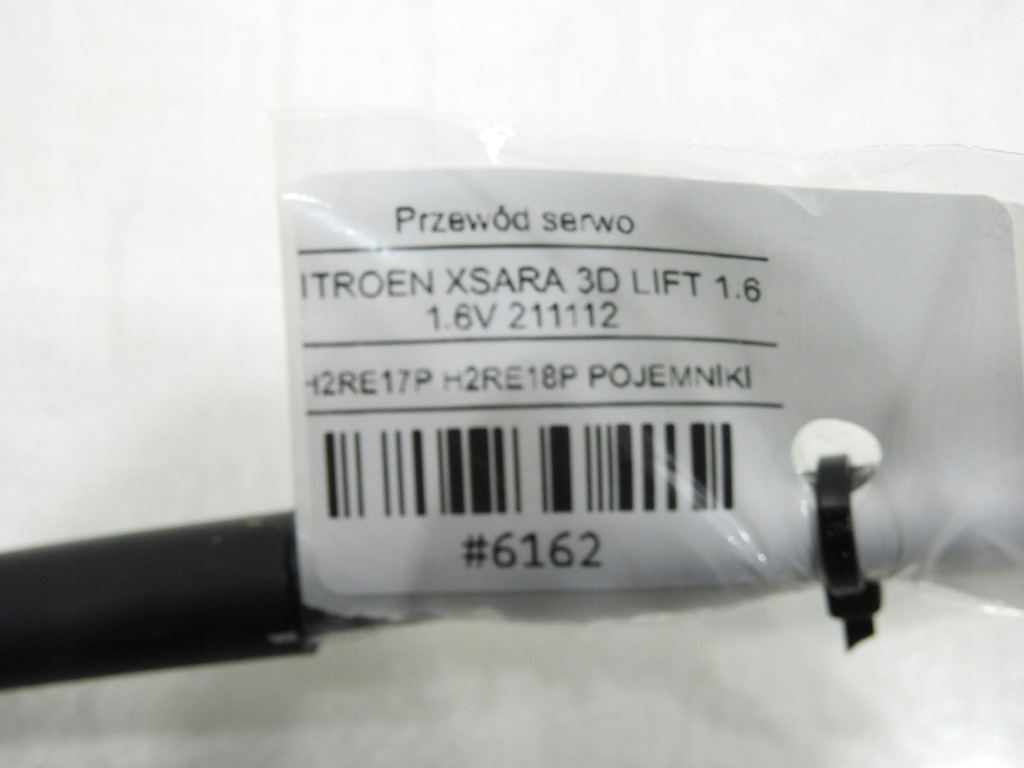 Przewód serwo
ITROEN XSARA 3D LIFT 1.6
1.6V 211112
H2RE17P H2RE18P POJEMNIKI
#6162